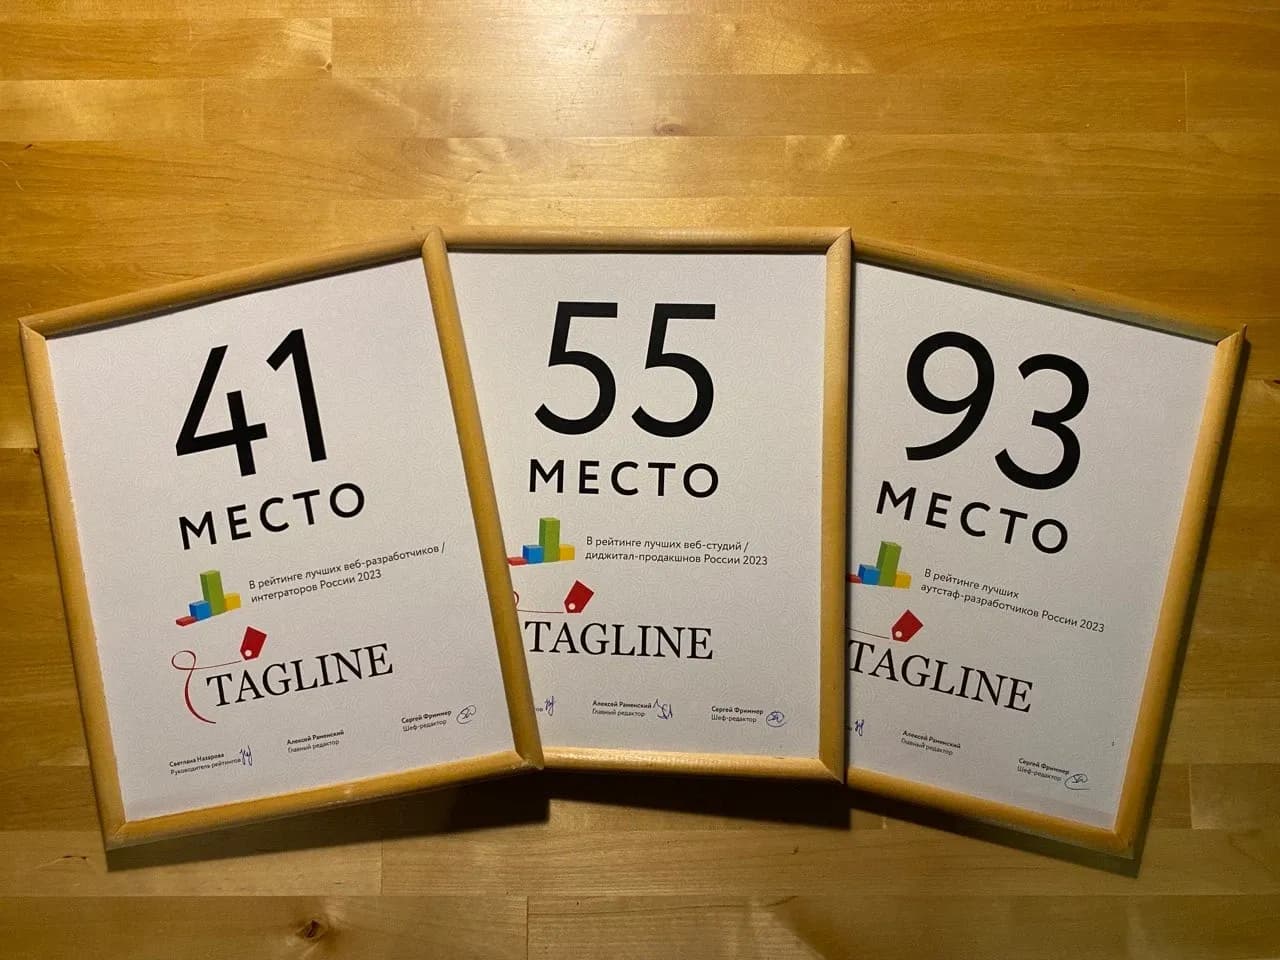 41
МЕСТО
В рейтинге лучших веб-разработчиков /
интеграторов России 2023
TAGLINE
Светлана Назарова
Руководитель рейтингов
Алексей Раменский
Главный редактор
Сергей Фриммер
Шеф-редактор
55
МЕСТО
В рейтинге лучших веб-студий /
диджитал-продакшнов России 2023
TAGLINE
ов
Алексей Раменский
Главный редактор
Сергей Фриммер
Шеф-редактор
93
МЕСТО
В рейтинге лучших
аутстаф-разработчиков России 2023
TAGLINE
Алексей Раменский
Главный редактор
Сергей Фриммер
Шеф-редактор